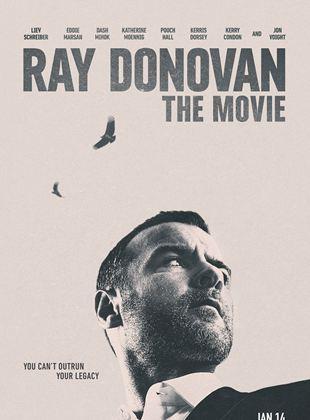 LIEV EDDIE DASH KATHERINE POOCH KERRIS KERRY AND JON
SCHREIBER MARSAN MIHOK MOENNIG HALL DORSEY CONDON VOIGHT
RAY DONOVAN
THE MOVIE
YOU CAN'T OUTRUN
YOUR LEGACY
JAN 14